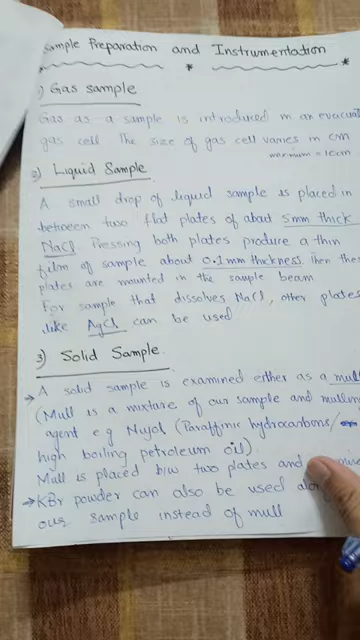 Sample Preparation and Instrumentation
1) Gas sample
Gas as a sample is introduced in an evacuat
gas cell The size of gas cell varies in cm
minimum = 10cm
2) Liquid Sample
A small drop of liquid sample is placed in
between two flat plates of about 5mm thick
NaCl. Pressing both plates produce a thin
film of sample about 0.1mm thickness. Then the
plates are mounted in the sample beam
For sample that dissolves NaCl, other plates
like AgCl can be used
3) Solid Sample.
→ A solid sample is examined either as a mull
(Mull is a mixture of our sample and mulling
agent e.g Nujol (Paraffinic hydrocarbons/
high boiling petroleum oil).
Mull is placed b/w two plates and
→ KBr powder can also be used along
our sample instead of mull